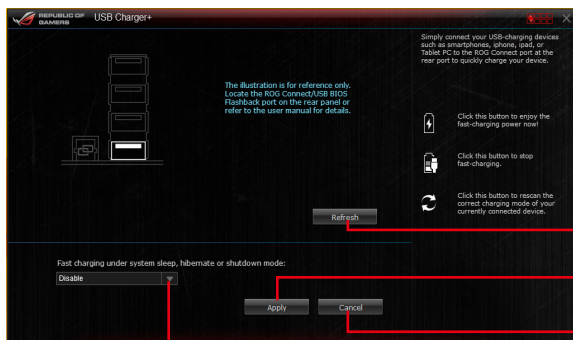 REPUBLIC OF
GAMERS
USB Charger+
Simply connect your USB-charging devices
such as smartphones, iphone, ipad, or
Tablet PC to the ROG Connect port at the
rear port to quickly charge your device.
The illustration is for reference only.
Locate the ROG Connect/USB BIOS
Flashback port on the rear panel or
refer to the user manual for details.
Click this button to enjoy the
fast-charging power now!
Click this button to stop
fast-charging.
Click this button to rescan the
correct charging mode of your
currently connected device.
Refresh
Fast charging under system sleep, hibernate or shutdown mode:
Disable
Apply
Cancel